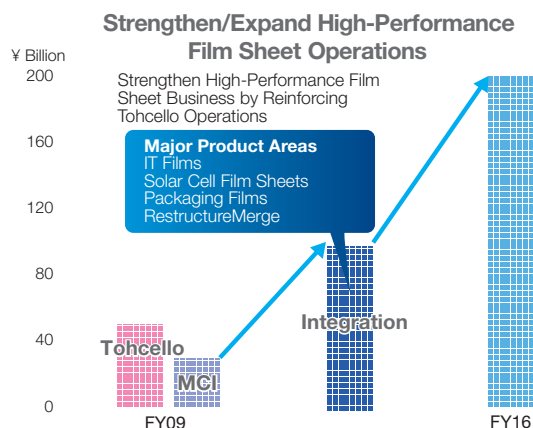 Strengthen/Expand High-Performance
Film Sheet Operations
¥ Billion
200
Strengthen High-Performance Film
Sheet Business by Reinforcing
Tohcello Operations
160
Major Product Areas
IT Films
Solar Cell Film Sheets
Packaging Films
RestructureMerge
120
80
Integration
40
Tohcello
MCI
0
FY09
FY16